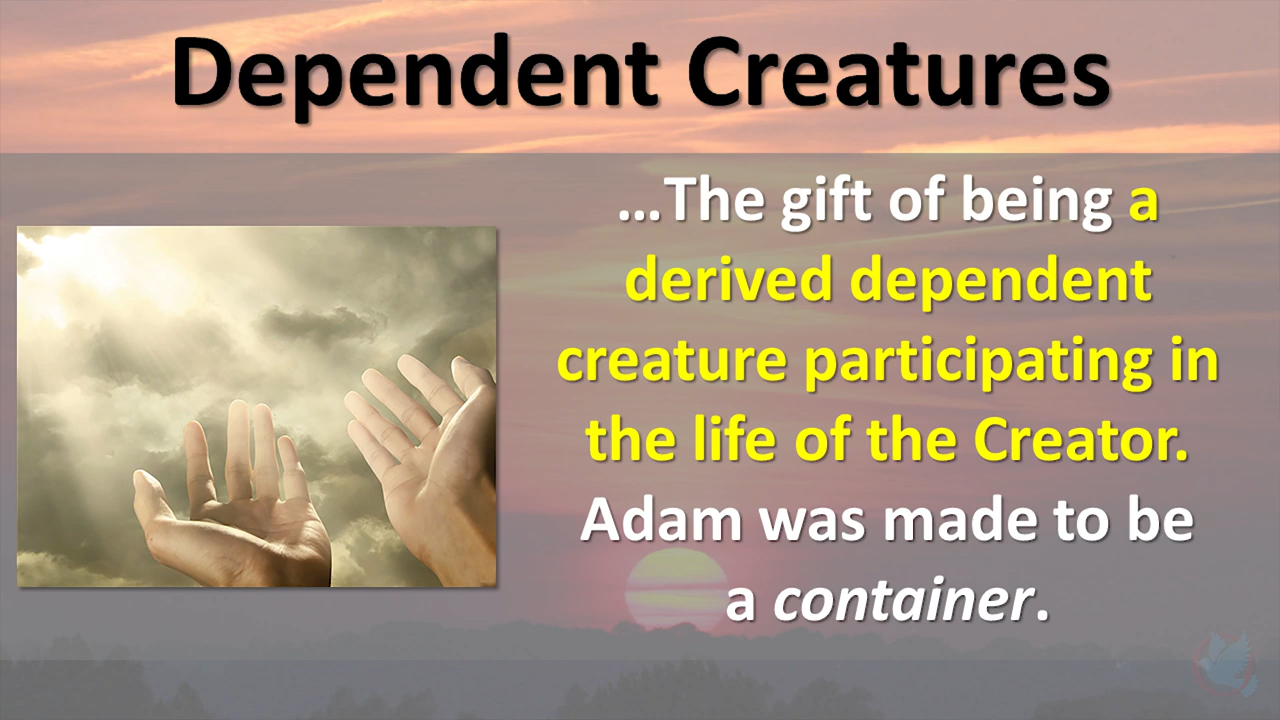 Dependent Creatures
…The gift of being a
derived dependent
creature participating in
the life of the Creator.
Adam was made to be
a container.